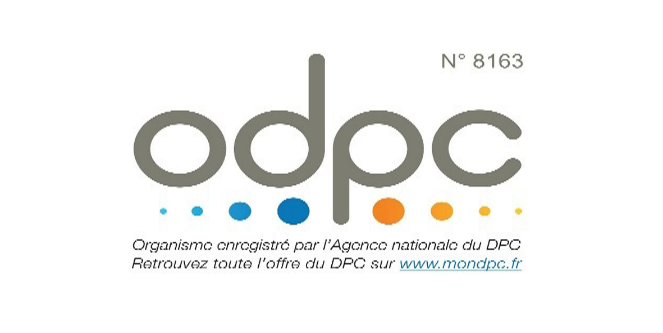 N° 8163
odpc
Organisme enregistré par l'Agence nationale du DPC
Retrouvez toute l'offre du DPC sur www.mondpc.fr